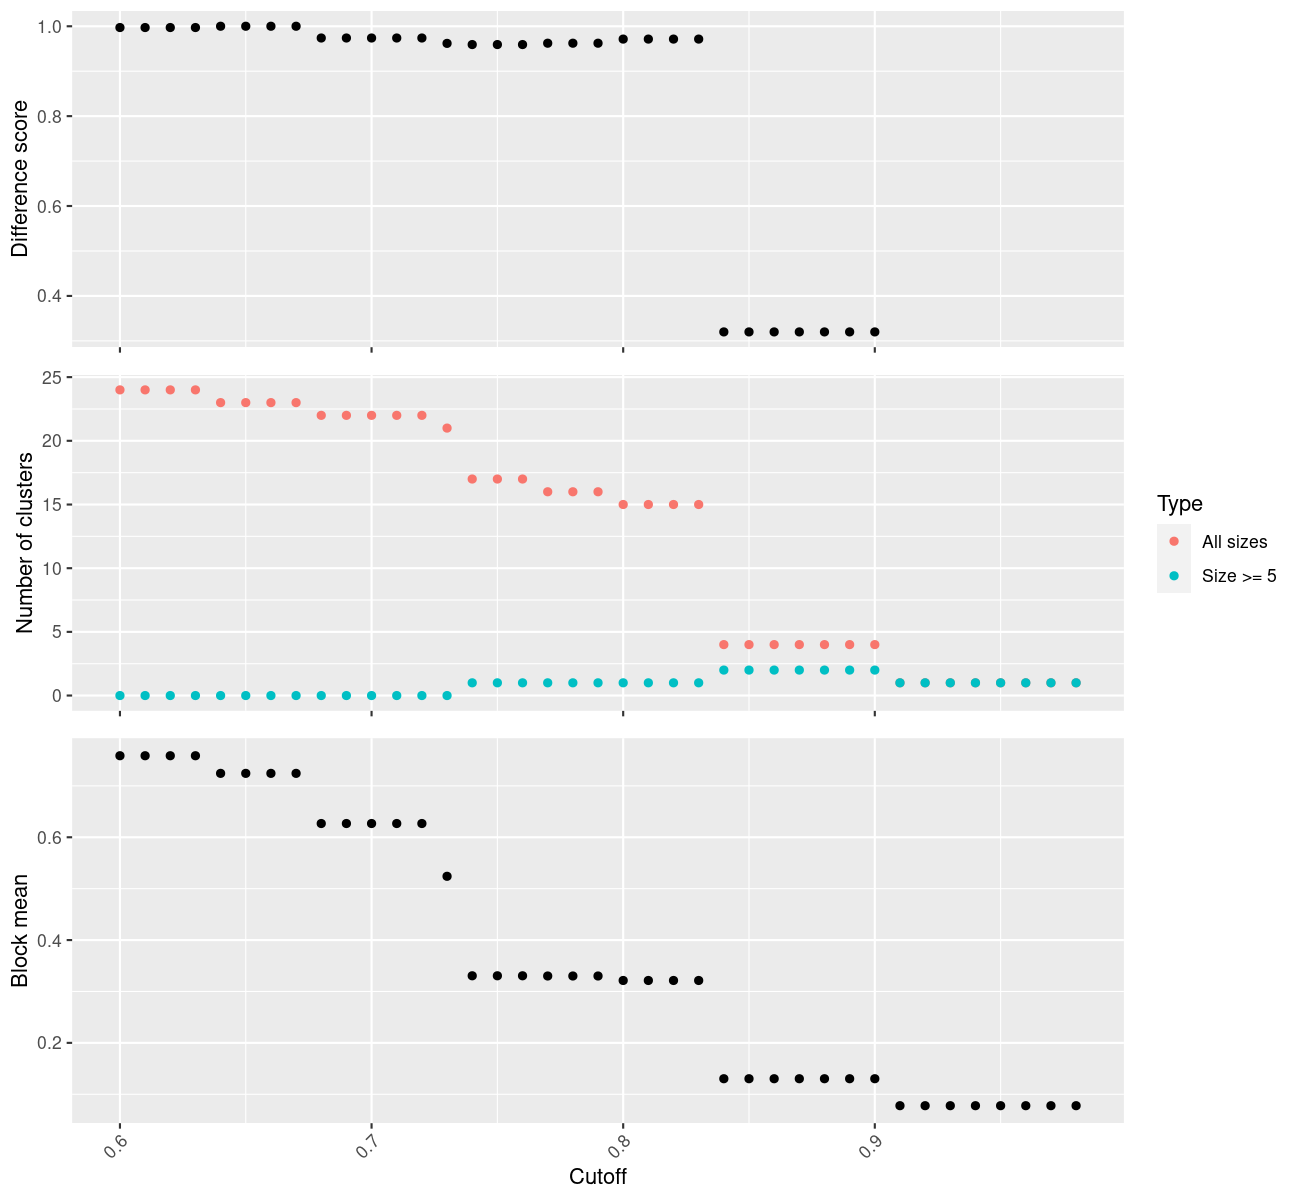 Difference score
1.0
0.8
0.6
0.4
Number of clusters
25
20
15
10
5
0
Type
All sizes
Size >= 5
Block mean
0.6
0.4
0.2
0.6
0.7
0.8
0.9
Cutoff